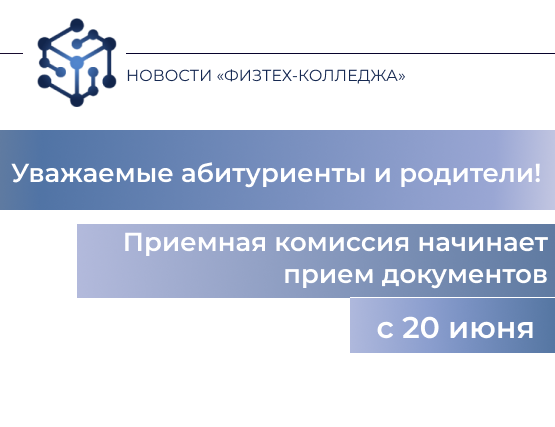 НОВОСТИ «ФИЗТЕХ-КОЛЛЕДЖА»
Уважаемые абитуриенты и родители!
Приемная комиссия начинает
прием документов
с 20 июня